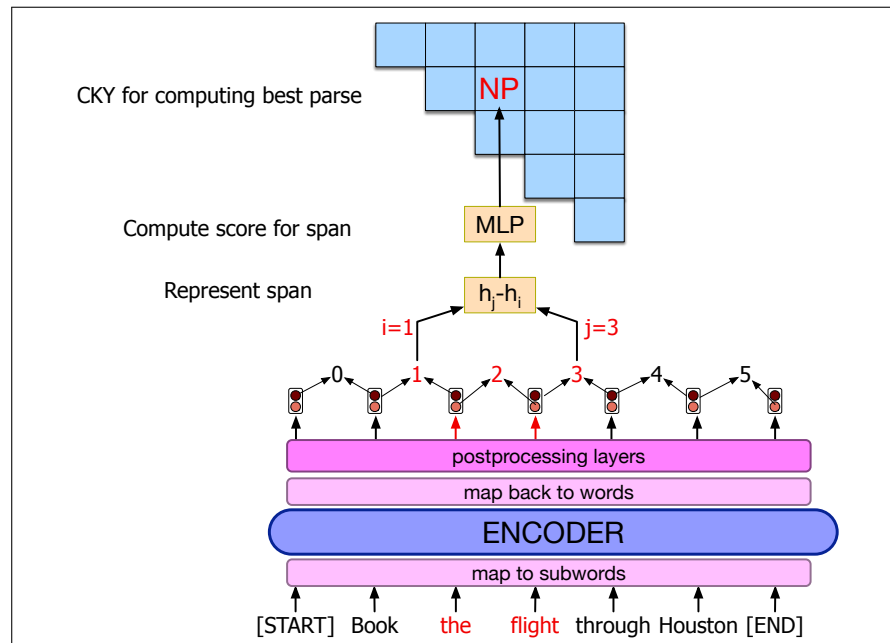 CKY for computing best parse
NP
Compute score for span
MLP
Represent span
hj-hi
i=1
j=3
0 1 2 3 4 5
postprocessing layers
map back to words
ENCODER
map to subwords
[START] Book the flight through Houston [END]